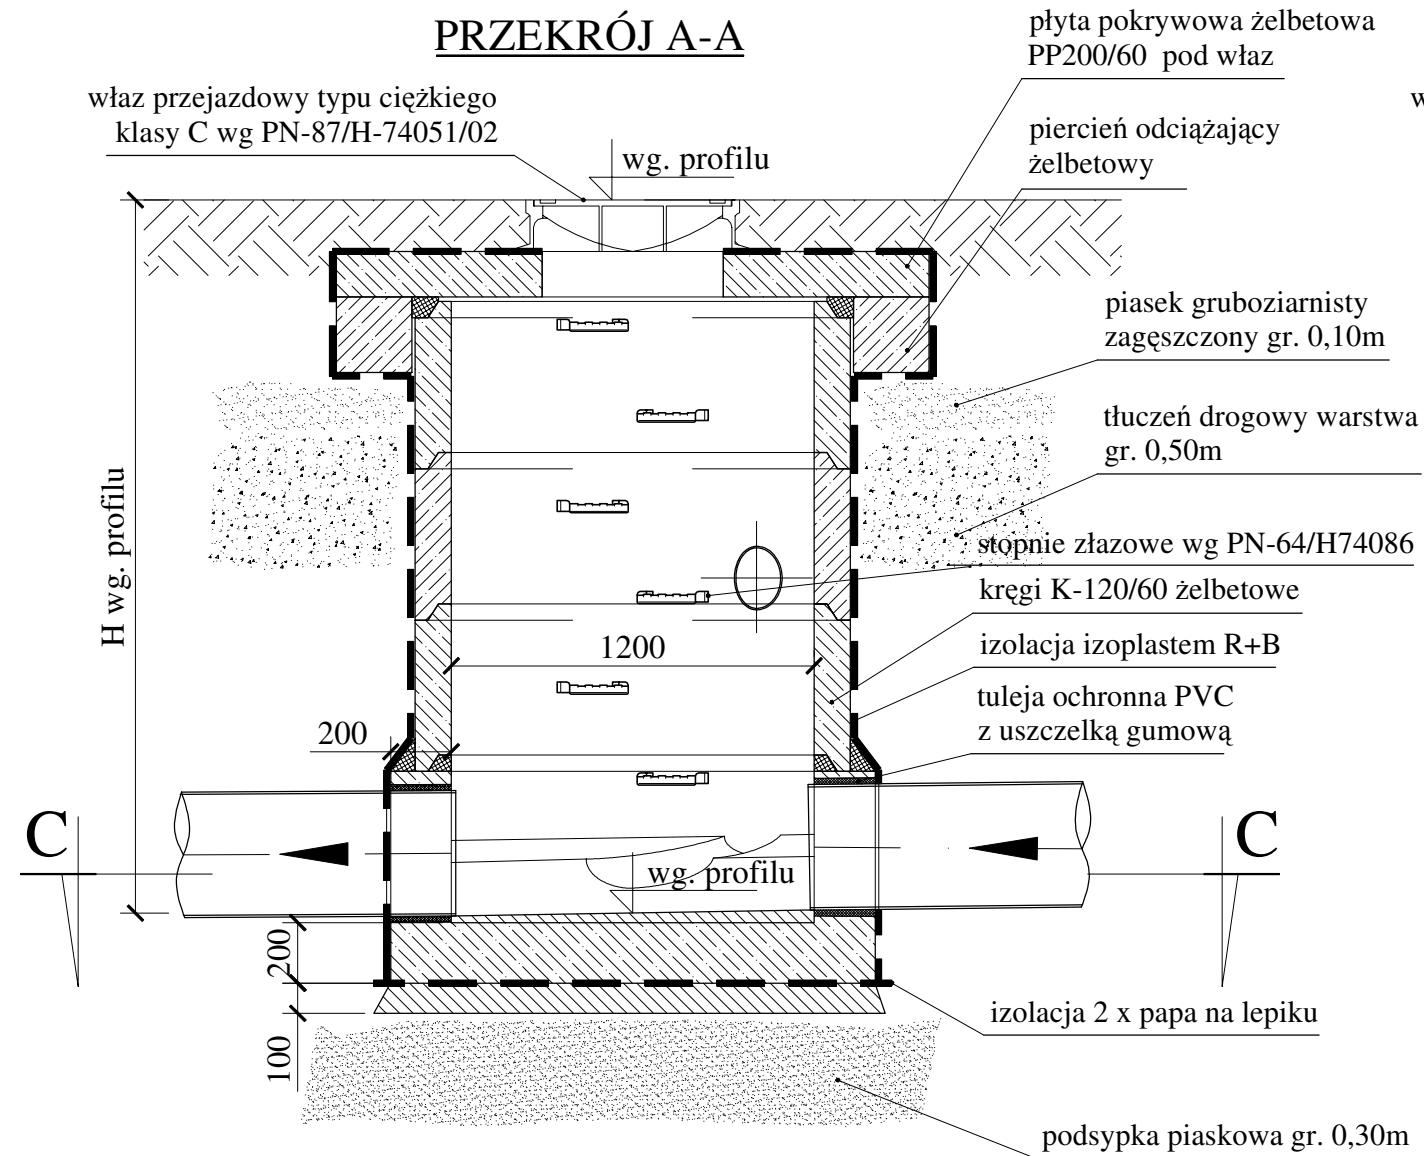 PRZEKRÓJ A-A
płyta pokrywowa żelbetowa
PP200/60 pod właz
właz przejazdowy typu ciężkiego
klasy C wg PN-87/H-74051/02
w
wg. profilu
piercień odciążający
żelbetowy
piasek gruboziarnisty
zagęszczony gr. 0,10m
tłuczeń drogowy warstwa
gr. 0,50m
H wg. profilu
stopnie złazowe wg PN-64/H74086
kręgi K-120/60 żelbetowe
1200
izolacja izoplastem R+B
200
tuleja ochronna PVC
z uszczelką gumową
C
C
wg. profilu
200
izolacja 2 x papa na lepiku
100
podsypka piaskowa gr. 0,30m